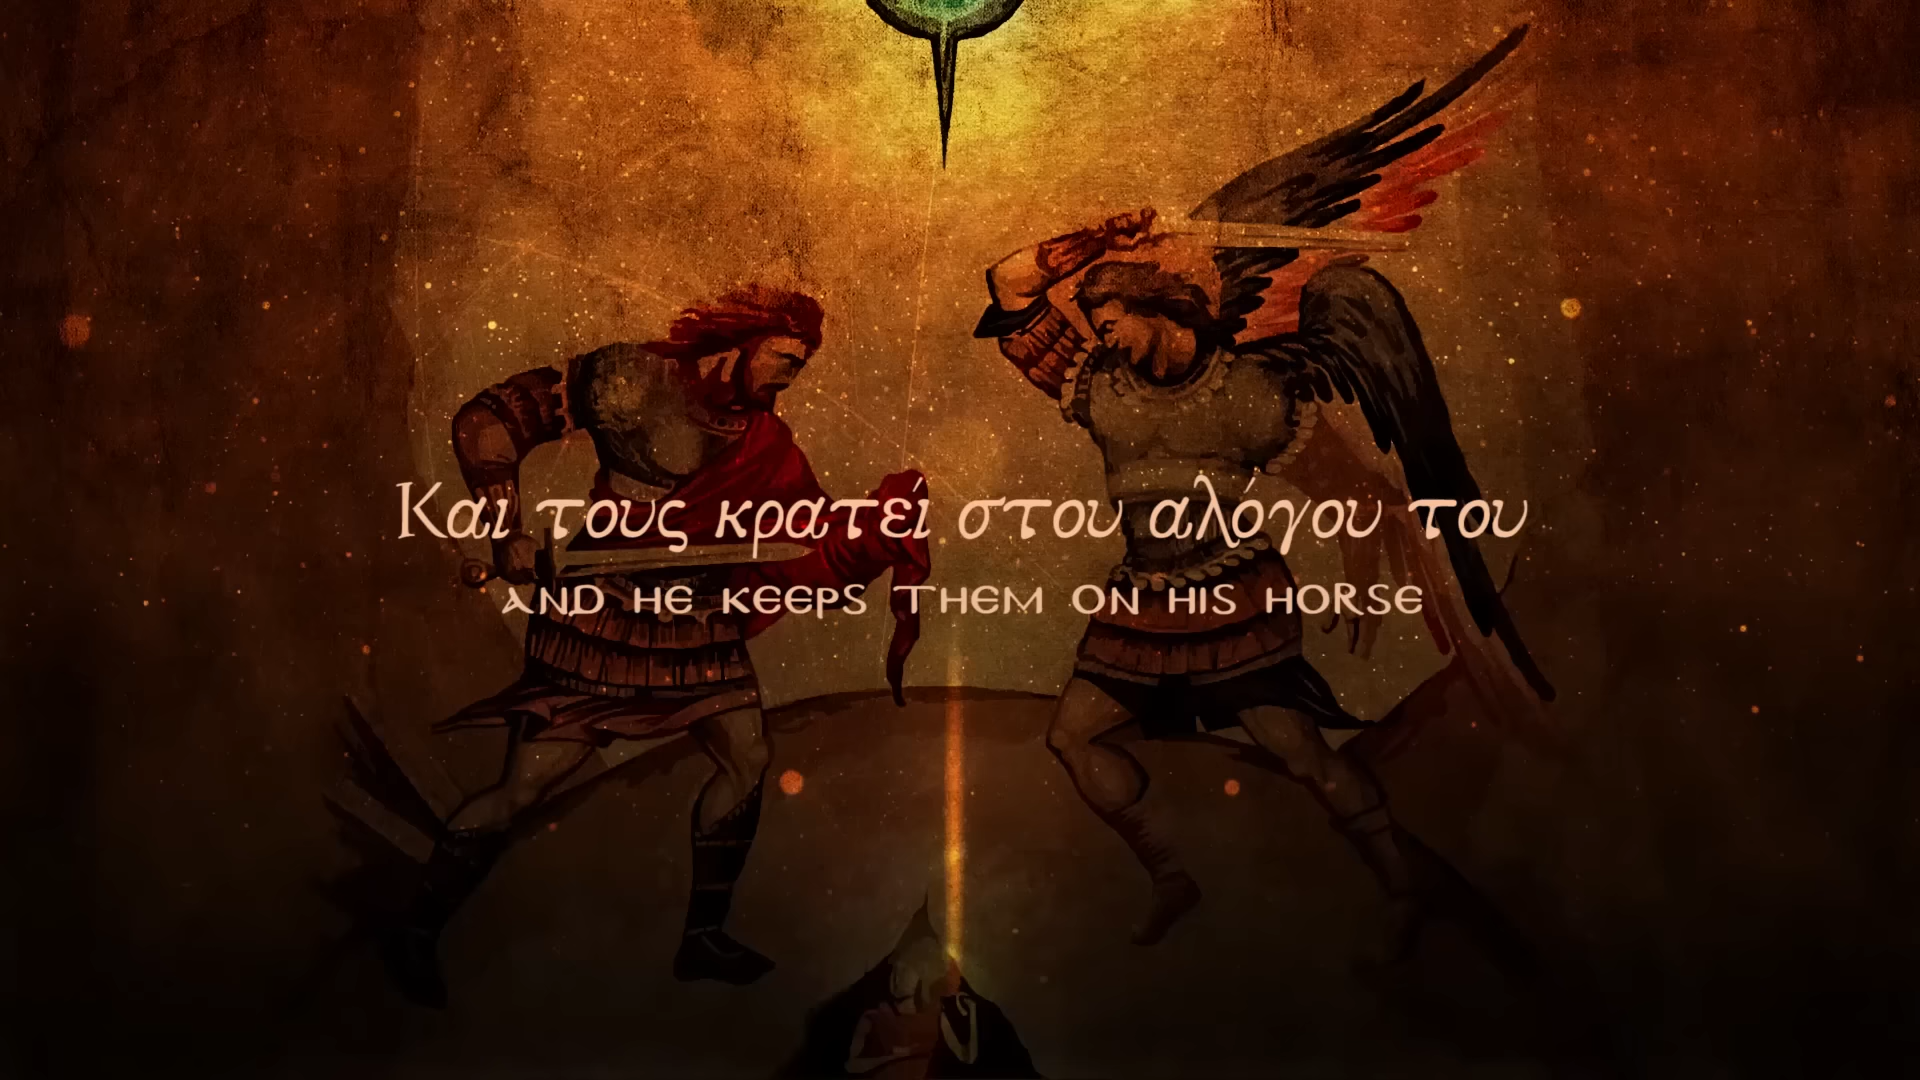 Και τους κρατεί στου αλόγου του
AND HE KEEPS THEM ON HIS HORSE